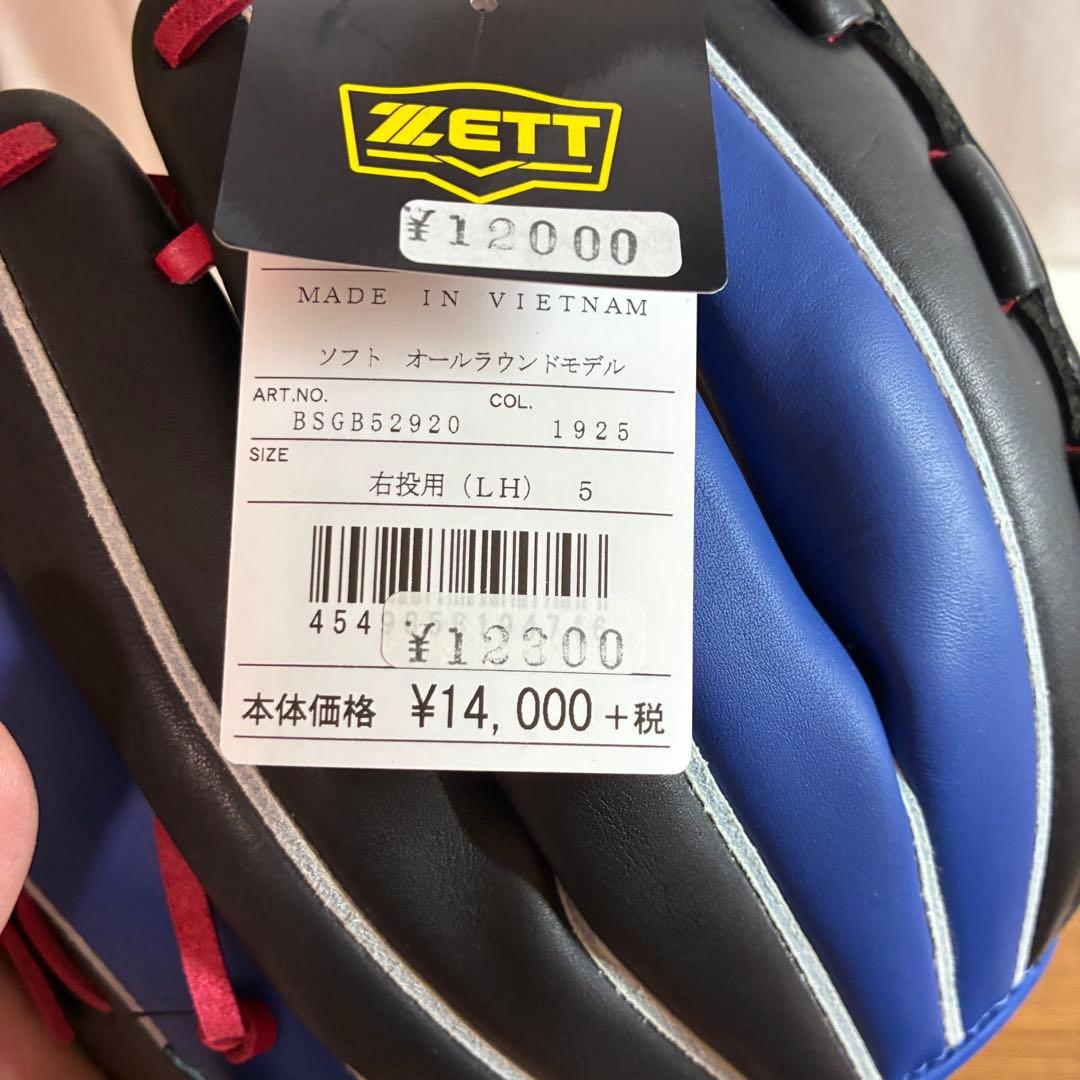 ZETT
¥12000
MADE IN VIETNAM
ソフト オールラウンドモデル
ART.NO. COL.
BSGB52920 1925
SIZE
右投用(LH) 5
454
¥12300
本体価格 ¥14,000+税